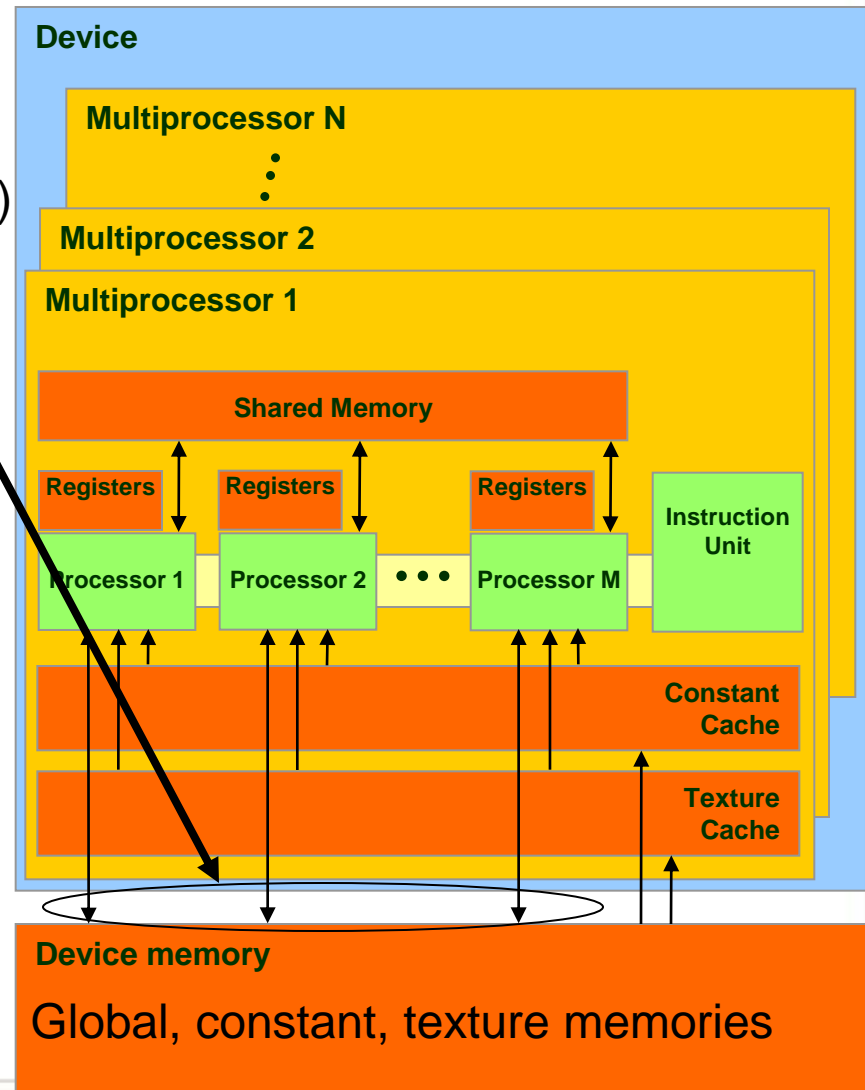 Device
Multiprocessor N
)
Multiprocessor 2
Multiprocessor 1
Shared Memory
Registers
Registers
Registers
Instruction
Unit
Processor 1
Processor 2
• • •
Processor M
Constant
Cache
Texture
Cache
Device memory
Global, constant, texture memories